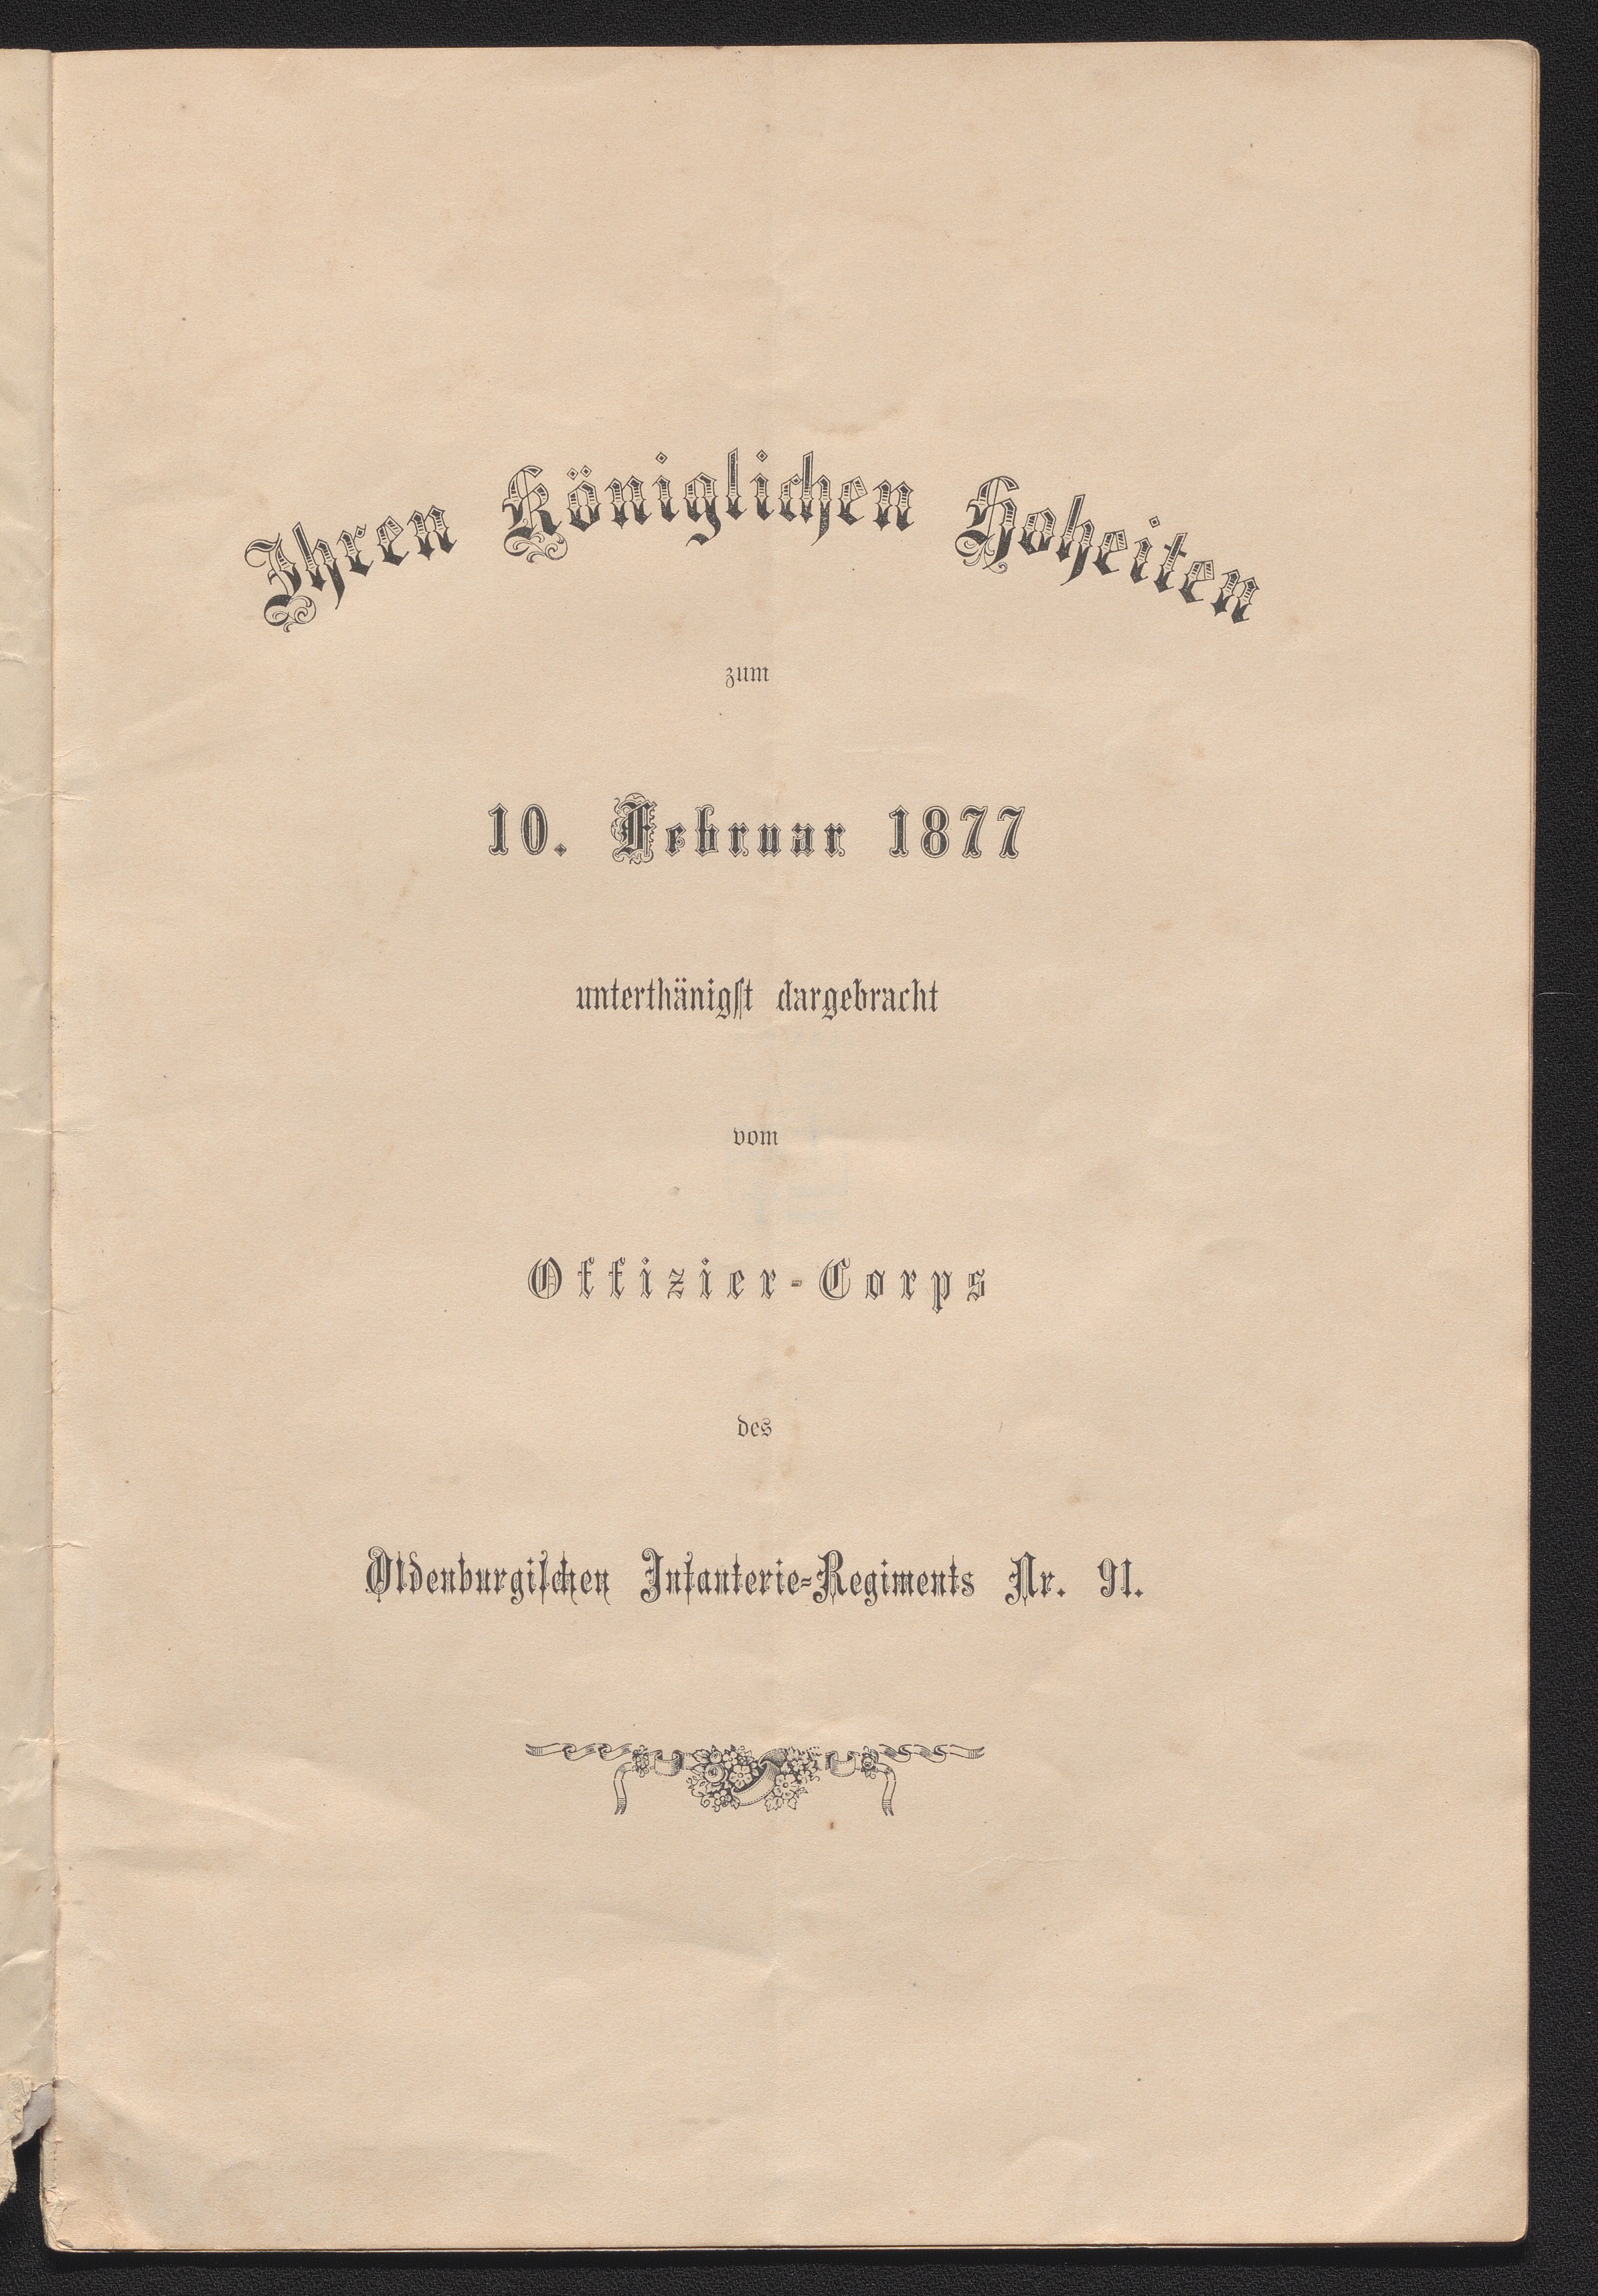 Ihren Königlichen Hoheiten
zum
10. Februar 1877
unterthänigst dargebracht
vom
Offizier-Corps
des
Oldenburgischen Infanterie-Regiments Nr. 91.